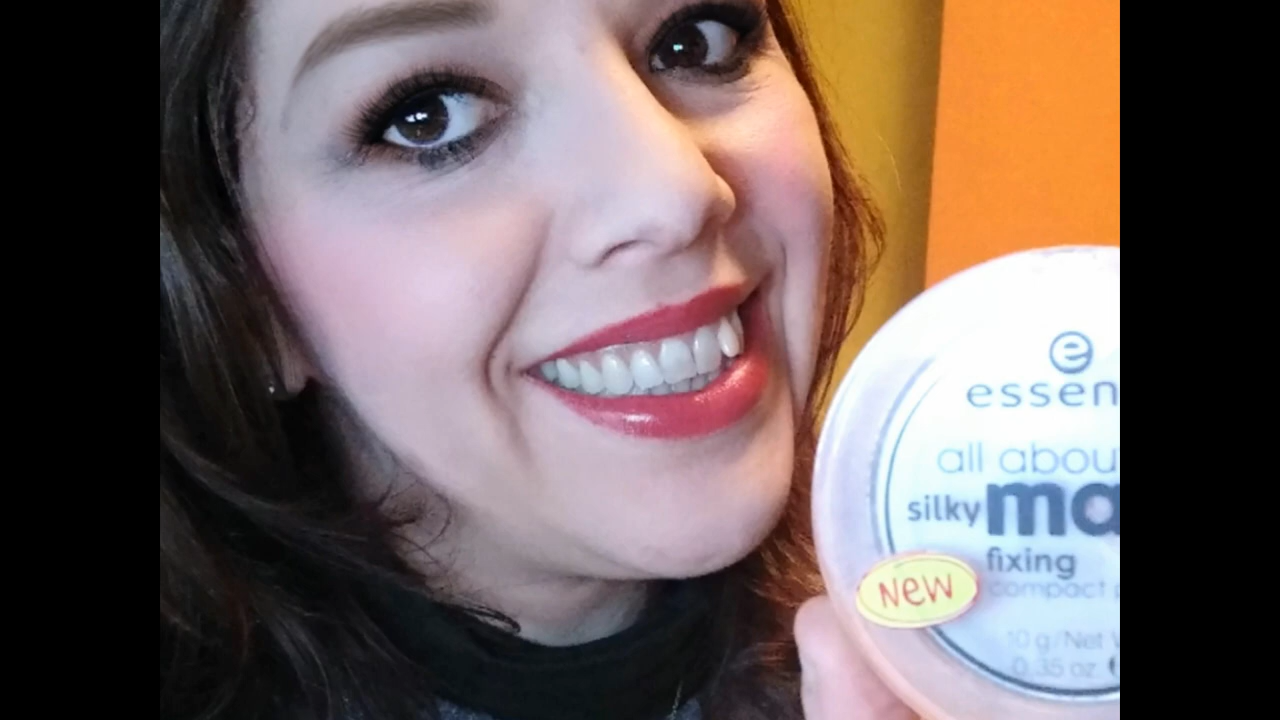 e
essen
all abou
silky ma
fixing
compact p
New
10 g/Net W
0.35 oz. e